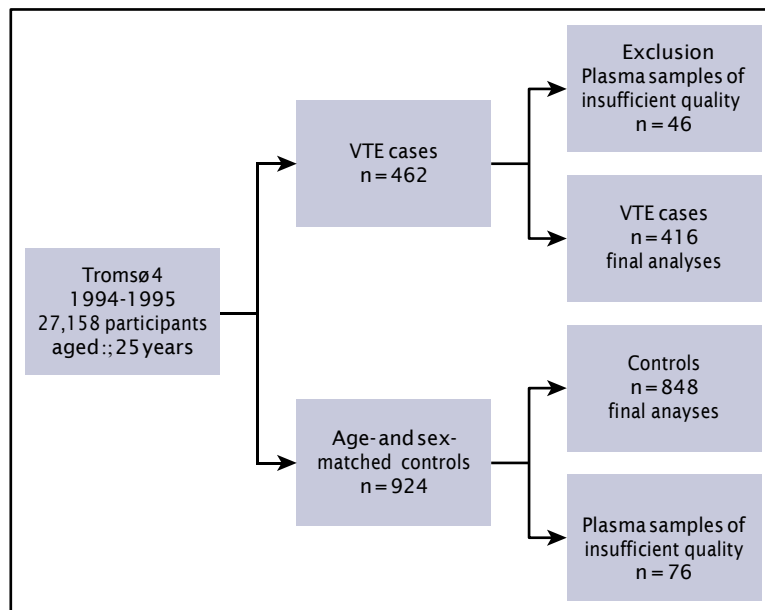 Tromsø 4
1994-1995
27,158 participants
aged :; 25 years
VTE cases
n = 462
Age- and sex-
matched controls
n = 924
Exclusion
Plasma samples of
insufficient quality
n = 46
VTE cases
n = 416
final analyses
Controls
n = 848
final anayses
Plasma samples of
insufficient quality
n = 76